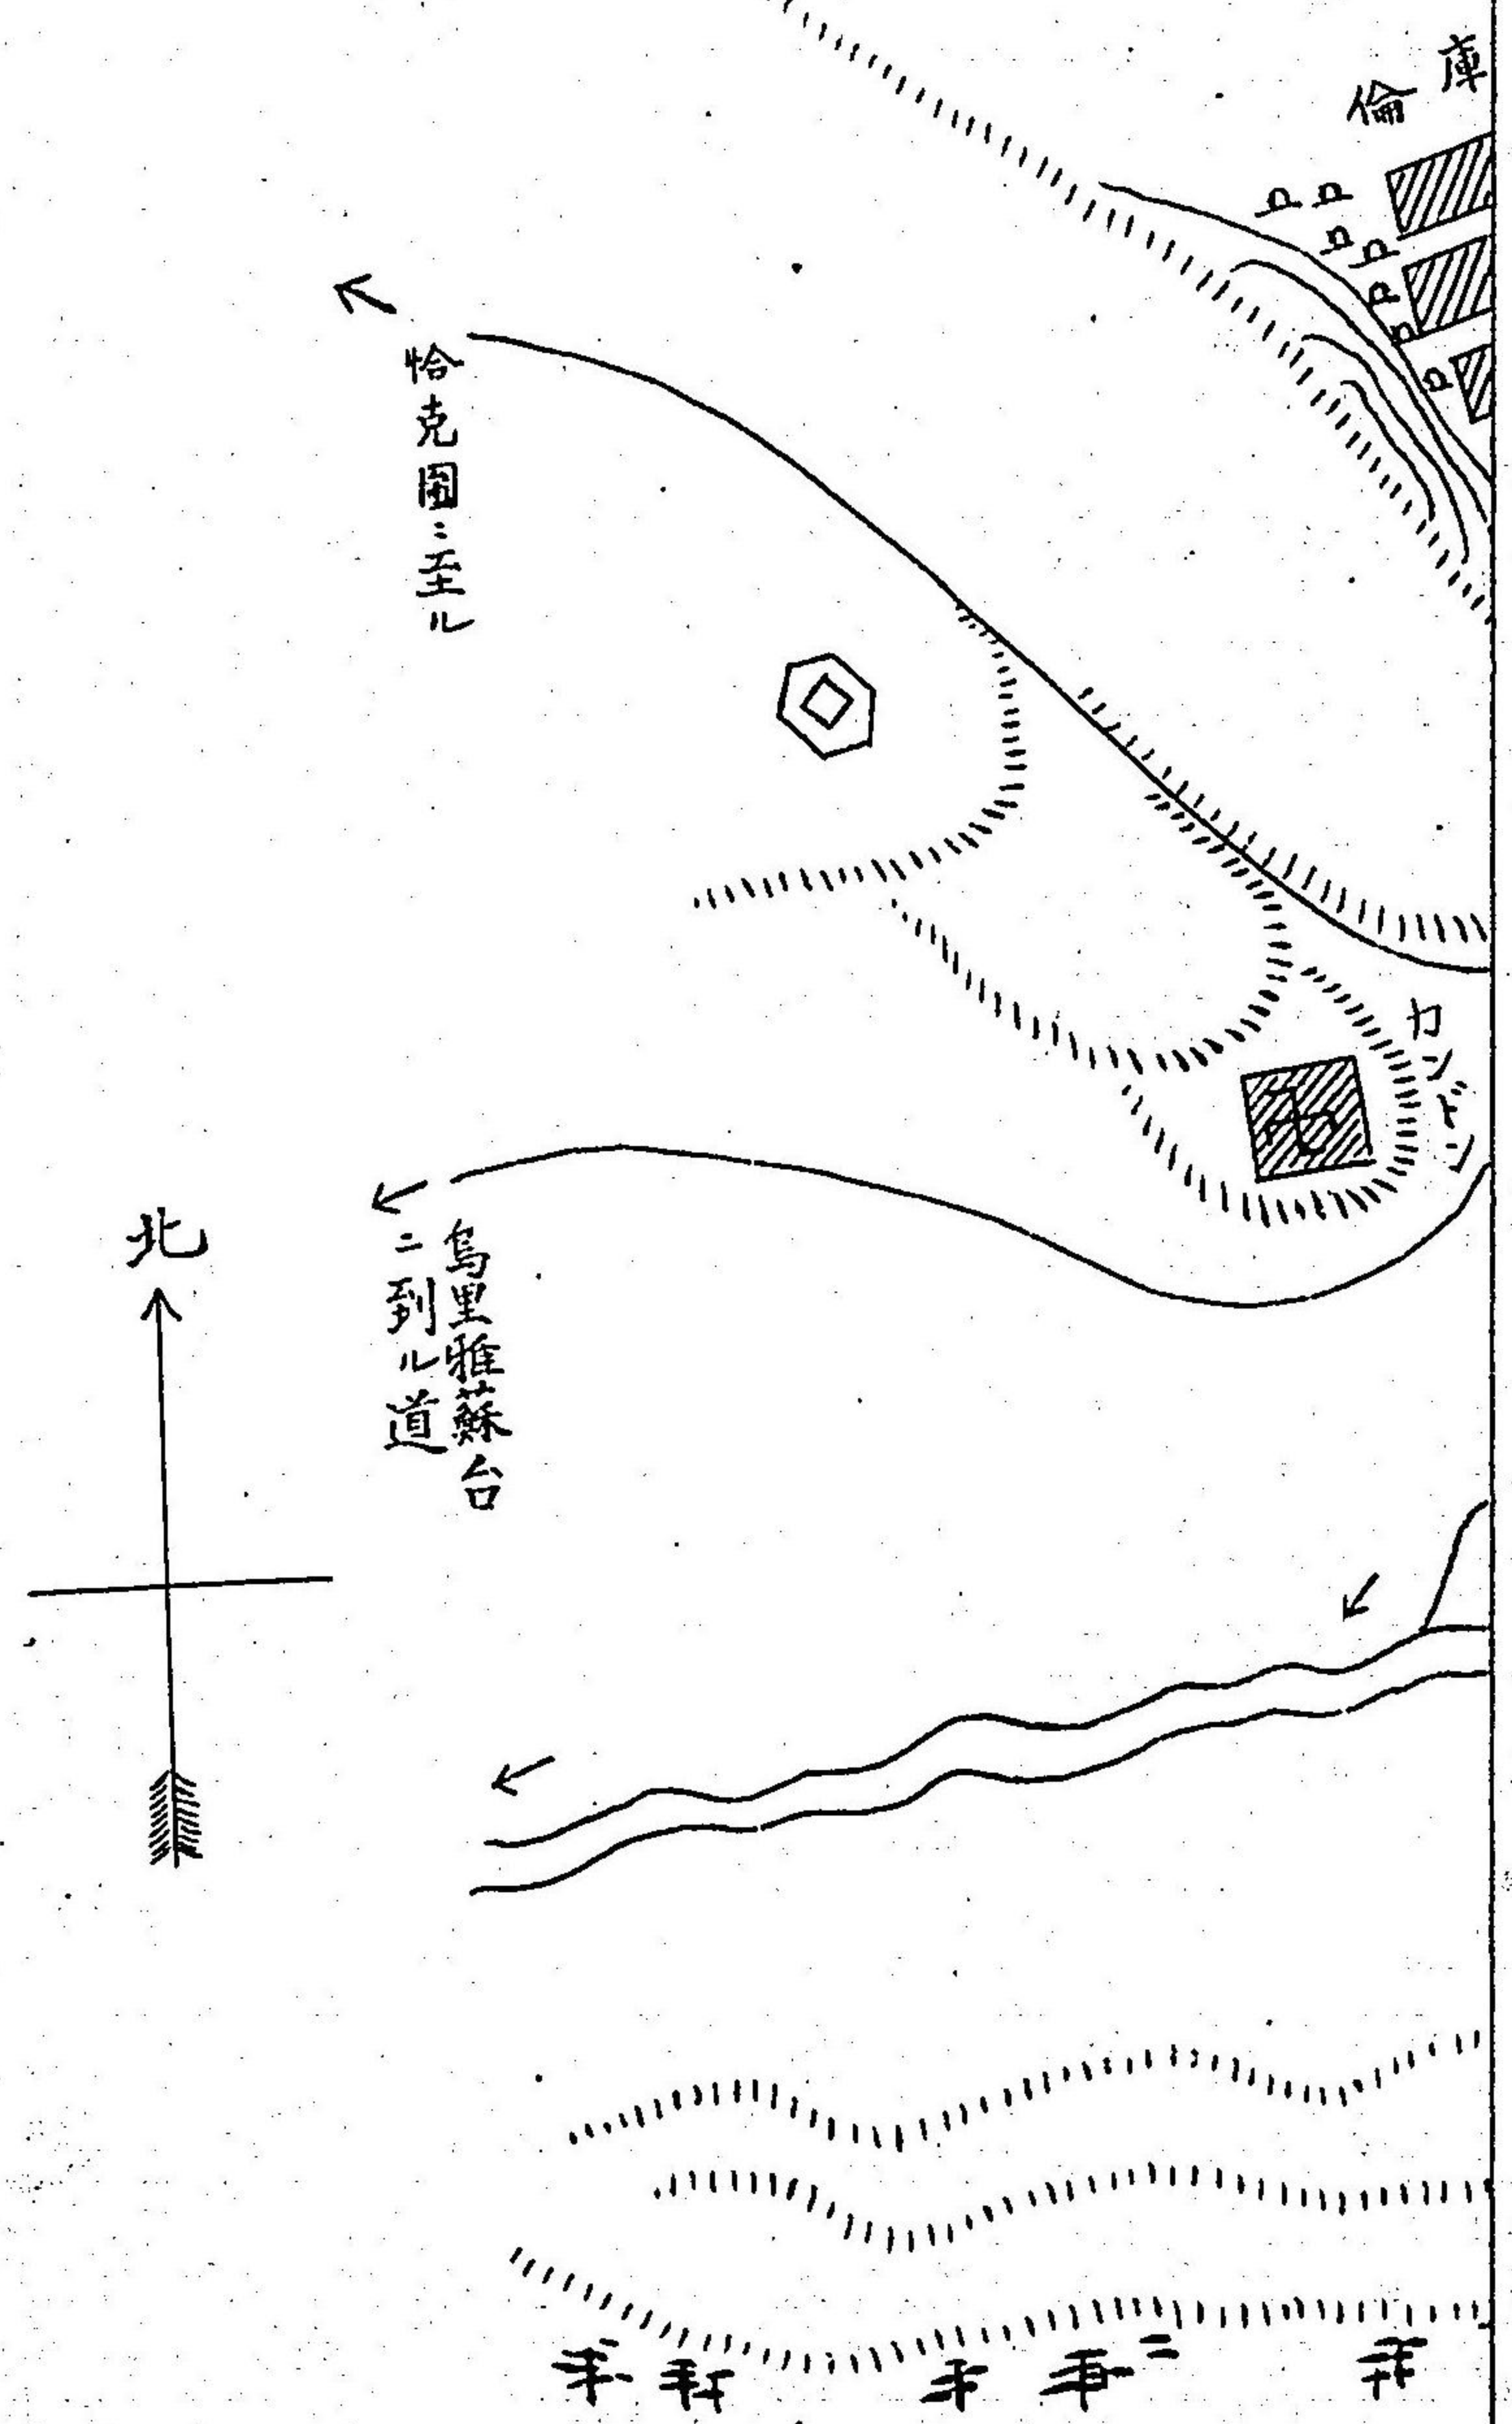 庫倫
恰克圖ニ至ル
カンドン
烏里雅蘇台
ニ到ル道
北